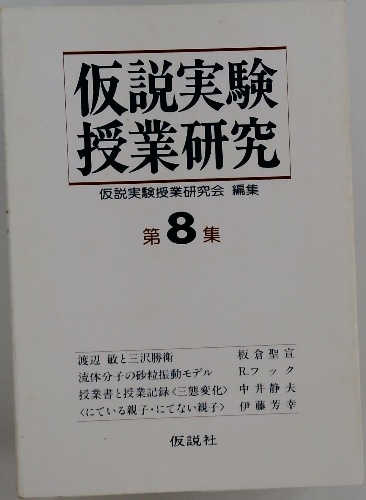 仮説実験
授業研究
仮説実験授業研究会 編集
第8集
渡辺 敏と三沢勝衛 板倉聖宣
流体分子の砂粒振動モデル R.フック
授業書と授業記録〈三態変化〉 中井静夫
〈にている親子・にてない親子〉 伊藤芳幸
仮説社